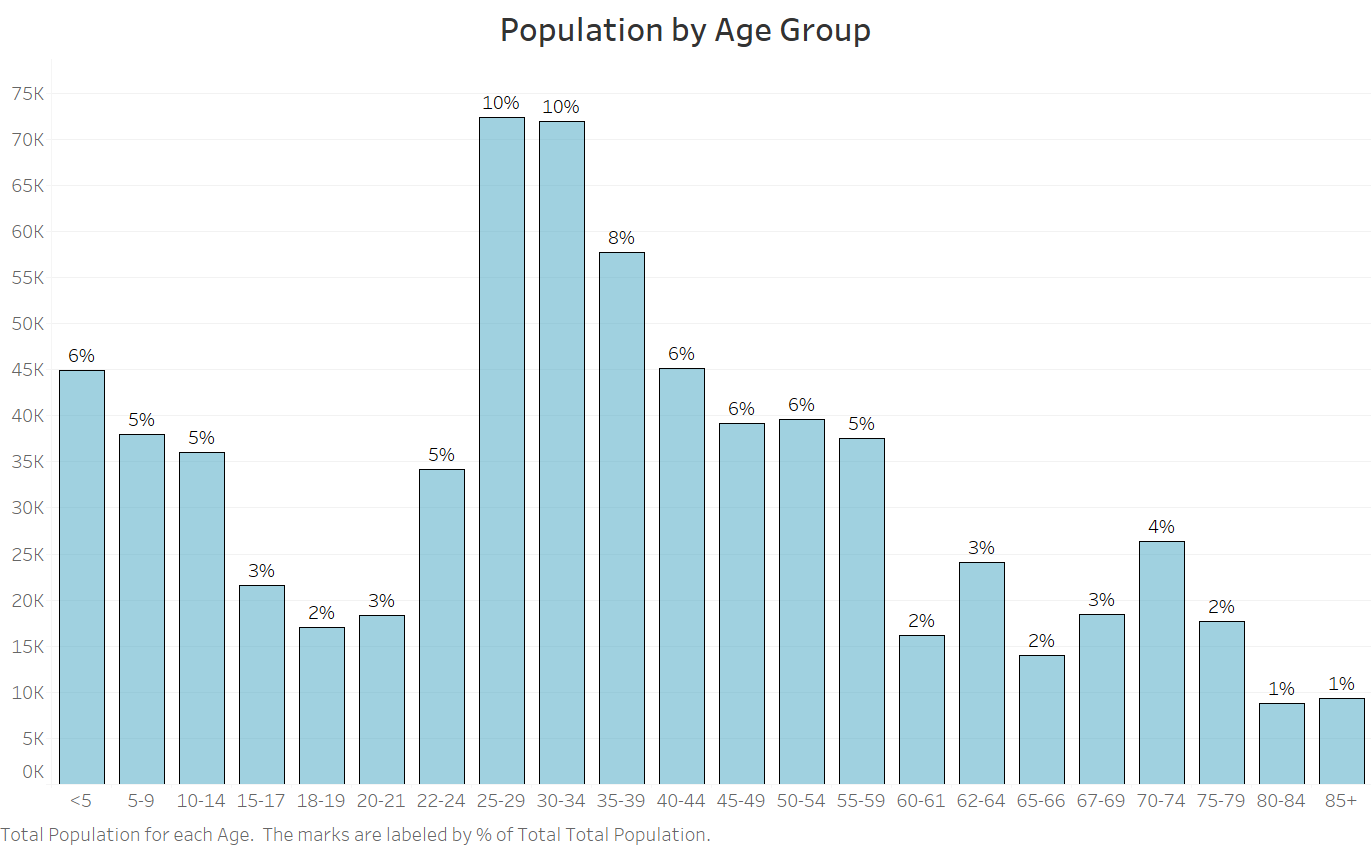 Population by Age Group
75K
70K
65K
60K
55K
50K
45K
40K
35K
30K
25K
20K
15K
10K
5K
0K
6%
5%
5%
3%
2%
3%
5%
10%
10%
8%
6%
6%
6%
5%
2%
3%
2%
3%
4%
2%
1%
1%
<5 5-9 10-14 15-17 18-19 20-21 22-24 25-29 30-34 35-39 40-44 45-49 50-54 55-59 60-61 62-64 65-66 67-69 70-74 75-79 80-84 85+
Total Population for each Age.  The marks are labeled by % of Total Total Population.